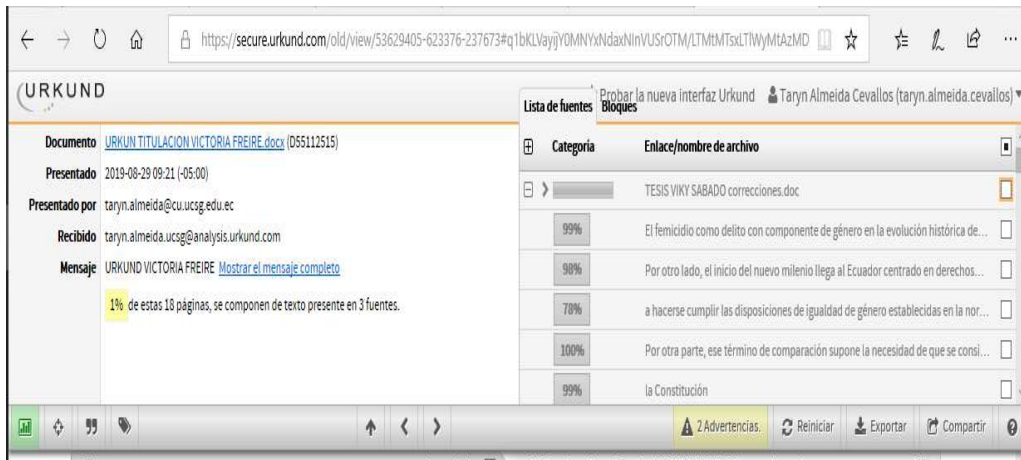 https://secure.urkund.com/old/view/53629405-623376-237673#q1bKLVayijY0MNYxNdaxNInVUSrOTM/LTMtMTsxLTlWyMtAzMD
URKUND
Probar la nueva interfaz Urkund Taryn Almeida Cevallos (taryn.almeida.cevallos)
Lista de fuentes Bloques
Documento URKUN TITULACION VICTORIA FREIRE.docx (D55112515)
Presentado 2019-08-29 09:21 (-05:00)
Presentado por taryn.almeida@cu.ucsg.edu.ec
Recibido taryn.almeida.ucsg@analysis.urkund.com
Mensaje URKUND VICTORIA FREIRE Mostrar el mensaje completo
1% de estas 18 páginas, se componen de texto presente en 3 fuentes.
Categoria Enlace/nombre de archivo
TESIS VIKY SABADO correcciones.doc
99% El femicidio como delito con componente de género en la evolución histórica de...
98% Por otro lado, el inicio del nuevo milenio llega al Ecuador centrado en derechos...
78% a hacerse cumplir las disposiciones de igualdad de género establecidas en la nor...
100% Por otra parte, ese término de comparación supone la necesidad de que se consi...
99% la Constitución
2 Advertencias. Reiniciar Exportar Compartir